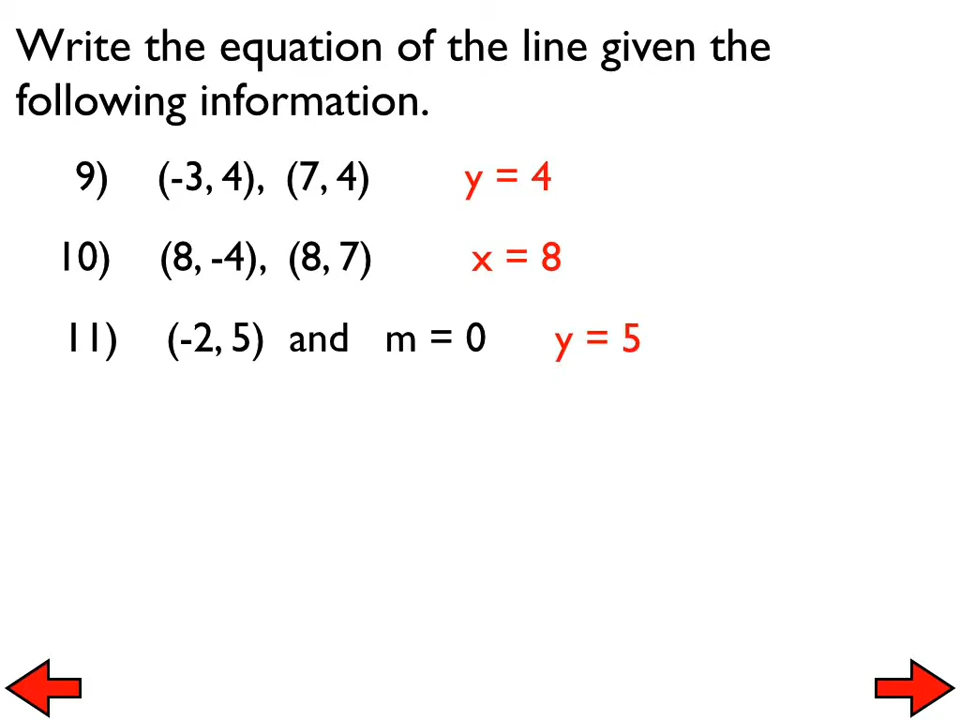 Write the equation of the line given the
following information.
9) (-3, 4), (7, 4) y = 4
10) (8, -4), (8, 7) x = 8
11) (-2, 5) and m = 0 y = 5